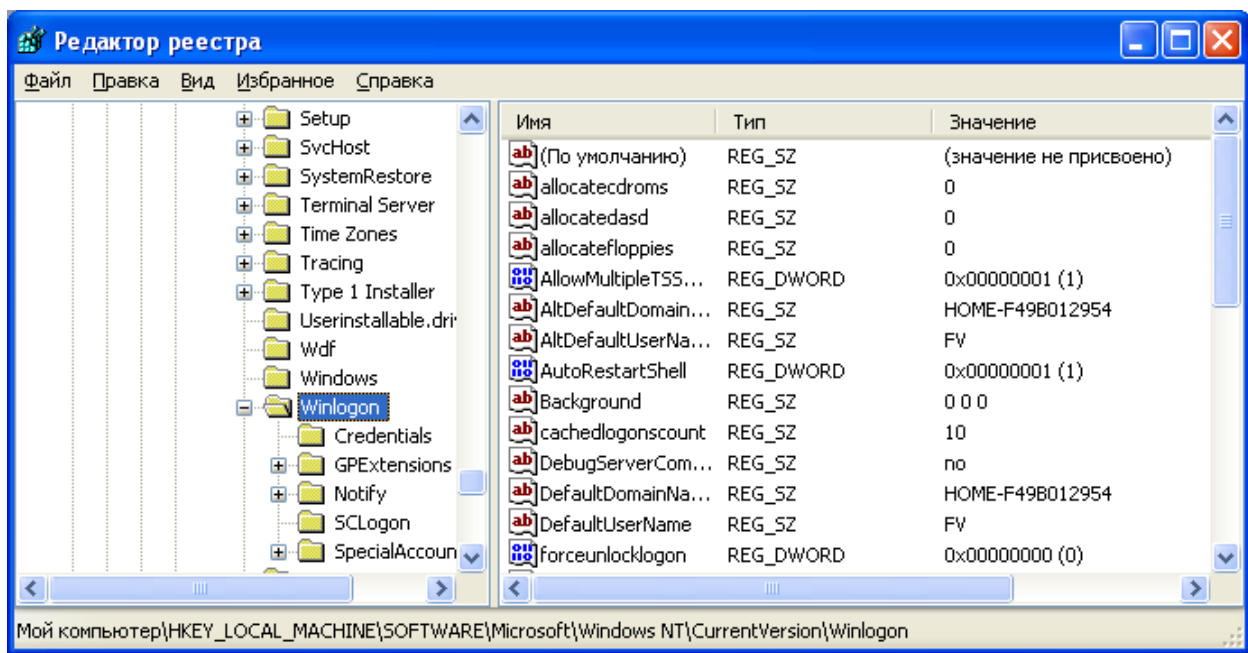 Редактор реестра
Файл Правка Вид Избранное Справка
Setup
SvcHost
SystemRestore
Terminal Server
Time Zones
Tracing
Type 1 Installer
Userinstallable.dri
Wdf
Windows
Winlogon
Credentials
GPExtensions
Notify
SCLogon
SpecialAccoun
Имя Тип Значение
(По умолчанию) REG_SZ (значение не присвоено)
allocatecdroms REG_SZ 0
allocatedasd REG_SZ 0
allocatefloppies REG_SZ 0
AllowMultipleTSS... REG_DWORD 0x00000001 (1)
AltDefaultDomain... REG_SZ HOME-F49B012954
AltDefaultUserNa... REG_SZ FV
AutoRestartShell REG_DWORD 0x00000001 (1)
Background REG_SZ 0 0 0
cachedlogonscount REG_SZ 10
DebugServerCom... REG_SZ no
DefaultDomainNa... REG_SZ HOME-F49B012954
DefaultUserName REG_SZ FV
forceunlocklogon REG_DWORD 0x00000000 (0)
Мой компьютер\HKEY_LOCAL_MACHINE\SOFTWARE\Microsoft\Windows NT\CurrentVersion\Winlogon